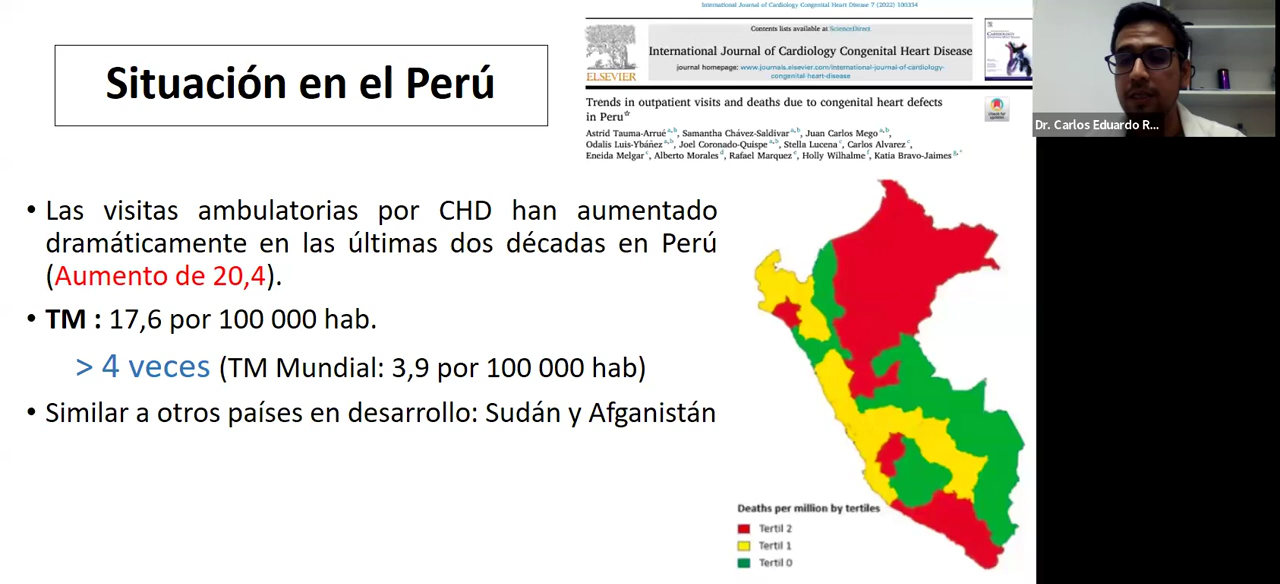 International Journal of Cardiology Congenital Heart Disease 7 (2022) 100334
Contents lists available at ScienceDirect
International Journal of Cardiology Congenital Heart Disease
journal homepage: www.journals.elsevier.com/international-journal-of-cardiology-
congenital-heart-disease
ELSEVIER
Situación en el Perú
Trends in outpatient visits and deaths due to congenital heart defects
in Peru☆
Astrid Tauma-Arrué a,b, Samantha Chávez-Saldívar a,b, Juan Carlos Mego a,b,
Odalis Luis-Ybáñez a,b, Joel Coronado-Quispe a,b, Stella Lucena c, Carlos Alvarez c,
Eneida Melgar c, Alberto Morales d, Rafael Marquez e, Holly Wilhalme f, Katia Bravo-Jaimes g,*
Check for
updates
Dr. Carlos Eduardo R...
• Las visitas ambulatorias por CHD han aumentado
dramáticamente en las últimas dos décadas en Perú
(Aumento de 20,4).
• TM : 17,6 por 100 000 hab.
> 4 veces (TM Mundial: 3,9 por 100 000 hab)
• Similar a otros países en desarrollo: Sudán y Afganistán
Deaths per million by tertiles
Tertil 2
Tertil 1
Tertil 0